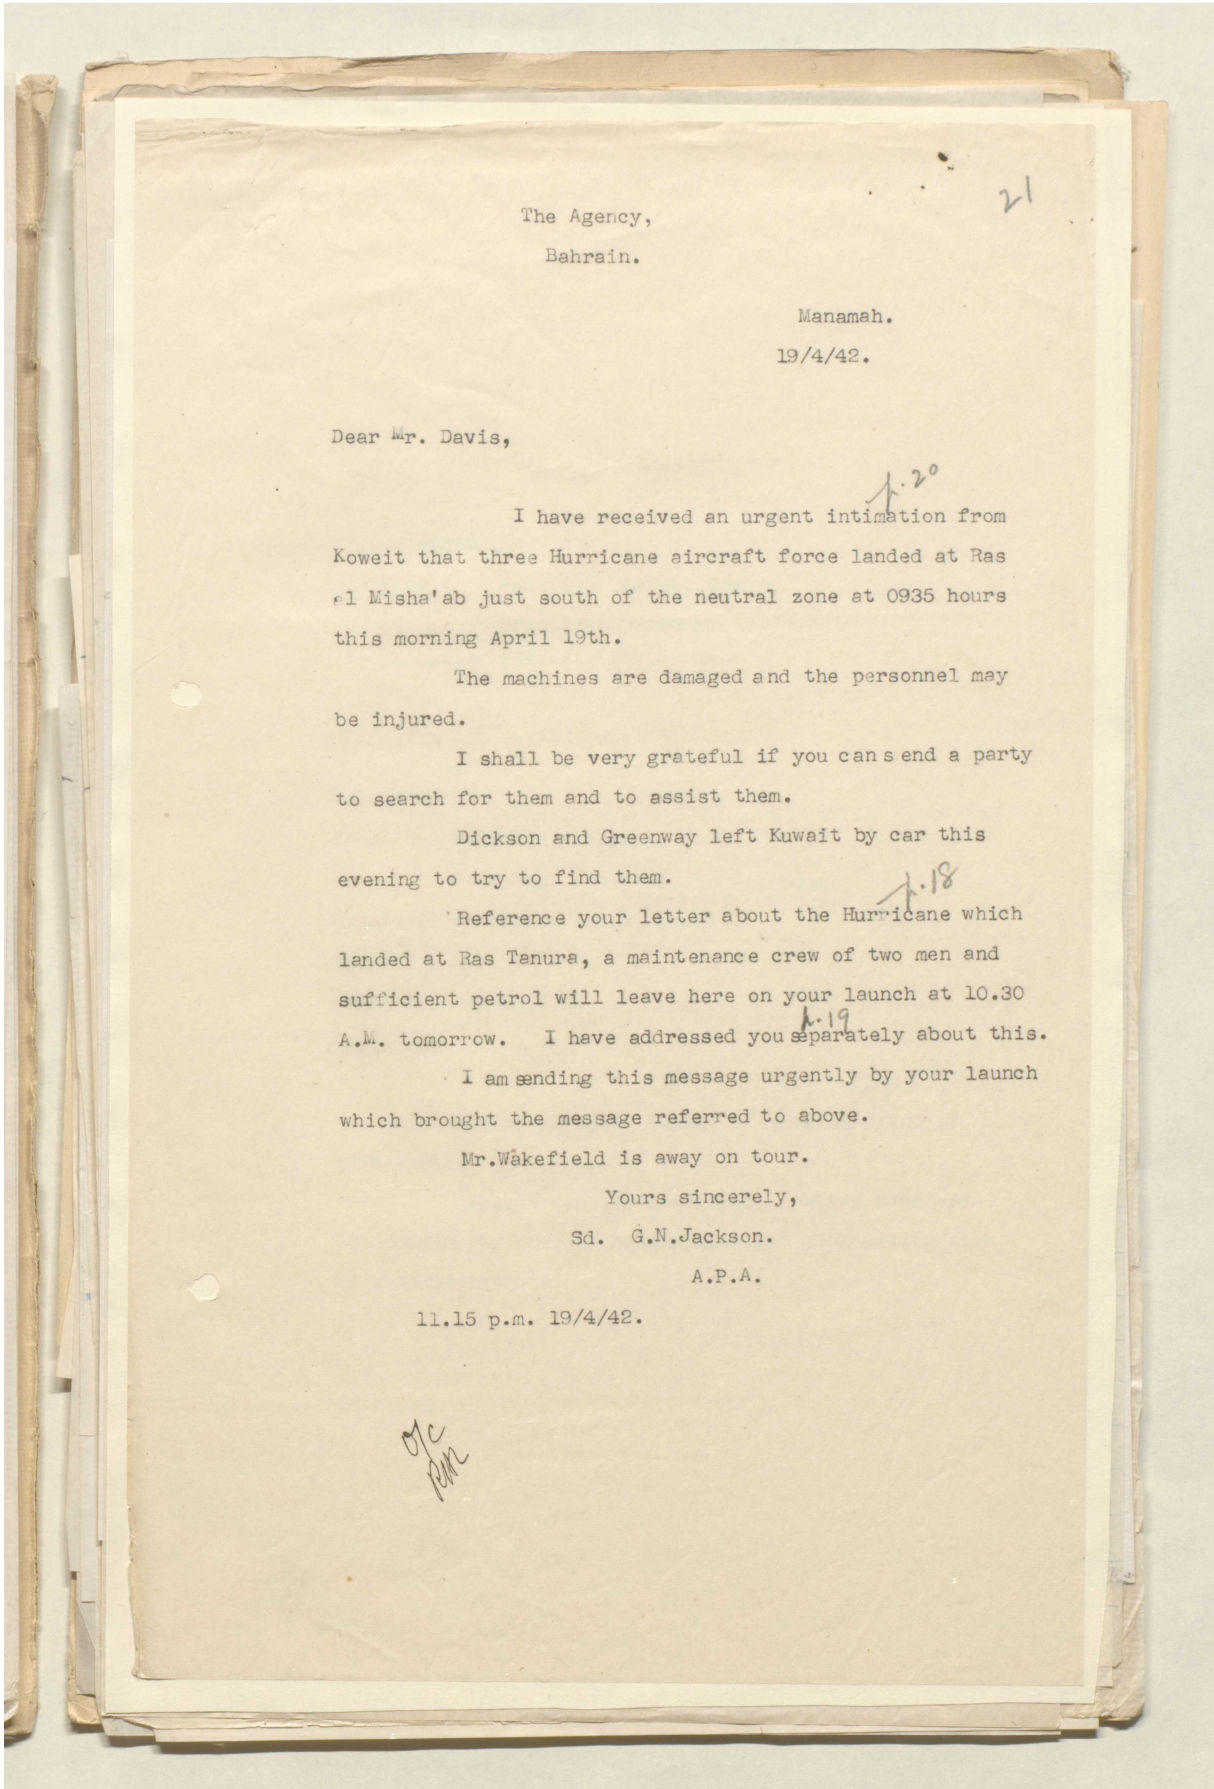 21
The Agency,
Bahrain.
Manamah.
19/4/42.
Dear Mr. Davis,
p.20
I have received an urgent intimation from
Koweit that three Hurricane aircraft force landed at Ras
el Misha'ab just south of the neutral zone at 0935 hours
this morning April 19th.
The machines are damaged and the personnel may
be injured.
I shall be very grateful if you can send a party
to search for them and to assist them.
Dickson and Greenway left Kuwait by car this
evening to try to find them.
p.18
Reference your letter about the Hurricane which
landed at Ras Tanura, a maintenance crew of two men and
sufficient petrol will leave here on your launch at 10.30
p.19
A.M. tomorrow. I have addressed you separately about this.
I am sending this message urgently by your launch
which brought the message referred to above.
Mr.Wakefield is away on tour.
Yours sincerely,
Sd. G.N.Jackson.
A.P.A.
11.15 p.m. 19/4/42.
O/C